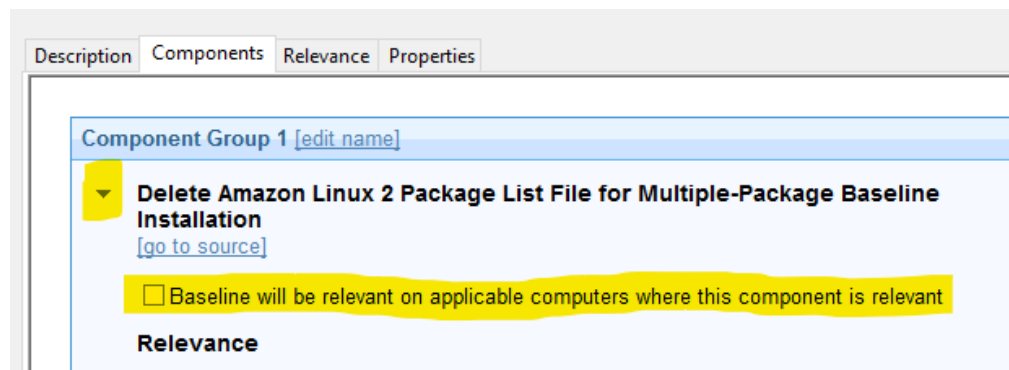 Description Components Relevance Properties
Component Group 1 [edit name]
Delete Amazon Linux 2 Package List File for Multiple-Package Baseline
Installation
[go to source]
Baseline will be relevant on applicable computers where this component is relevant
Relevance